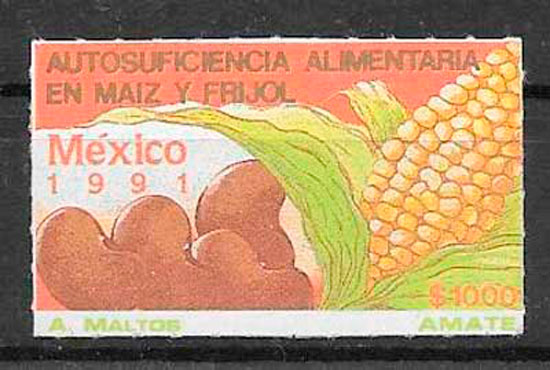 AUTOSUFICIENCIA ALIMENTARIA
EN MAIZ Y FRIJOL
México
1991
$1000
A. MALTOS AMATE